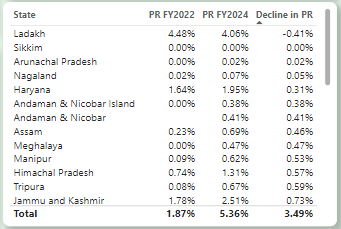 State PR FY2022 PR FY2024 Decline in PR
Ladakh 4.48% 4.06% -0.41%
Sikkim 0.00% 0.00% 0.00%
Arunachal Pradesh 0.00% 0.02% 0.02%
Nagaland 0.02% 0.07% 0.05%
Haryana 1.64% 1.95% 0.31%
Andaman & Nicobar Island 0.00% 0.38% 0.38%
Andaman & Nicobar 0.41% 0.41%
Assam 0.23% 0.69% 0.46%
Meghalaya 0.00% 0.47% 0.47%
Manipur 0.09% 0.62% 0.53%
Himachal Pradesh 0.74% 1.31% 0.57%
Tripura 0.08% 0.67% 0.59%
Jammu and Kashmir 1.78% 2.51% 0.73%
Total 1.87% 5.36% 3.49%